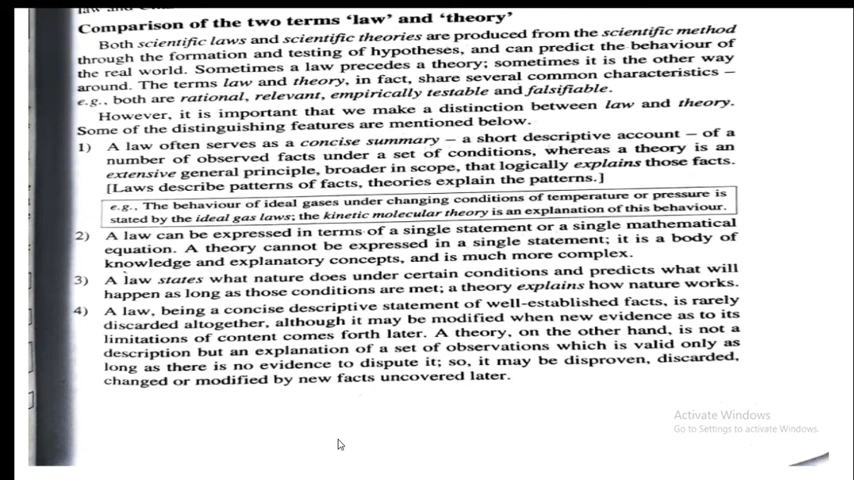 law and
Comparison of the two terms 'law' and 'theory'
Both scientific laws and scientific theories are produced from the scientific method
through the formation and testing of hypotheses, and can predict the behaviour of
the real world. Sometimes a law precedes a theory; sometimes it is the other way
around. The terms law and theory, in fact, share several common characteristics –
e.g., both are rational, relevant, empirically testable and falsifiable.
However, it is important that we make a distinction between law and theory.
Some of the distinguishing features are mentioned below.
1) A law often serves as a concise summary – a short descriptive account – of a
number of observed facts under a set of conditions, whereas a theory is an
extensive general principle, broader in scope, that logically explains those facts.
[Laws describe patterns of facts, theories explain the patterns.]
e.g., The behaviour of ideal gases under changing conditions of temperature or pressure is
stated by the ideal gas laws; the kinetic molecular theory is an explanation of this behaviour.
2) A law can be expressed in terms of a single statement or a single mathematical
equation. A theory cannot be expressed in a single statement; it is a body of
knowledge and explanatory concepts, and is much more complex.
3) A law states what nature does under certain conditions and predicts what will
happen as long as those conditions are met; a theory explains how nature works.
4) A law, being a concise descriptive statement of well-established facts, is rarely
discarded altogether, although it may be modified when new evidence as to its
limitations of content comes forth later. A theory, on the other hand, is not a
description but an explanation of a set of observations which is valid only as
long as there is no evidence to dispute it; so, it may be disproven, discarded,
changed or modified by new facts uncovered later.
Activate Windows
Go to Settings to activate Windows.